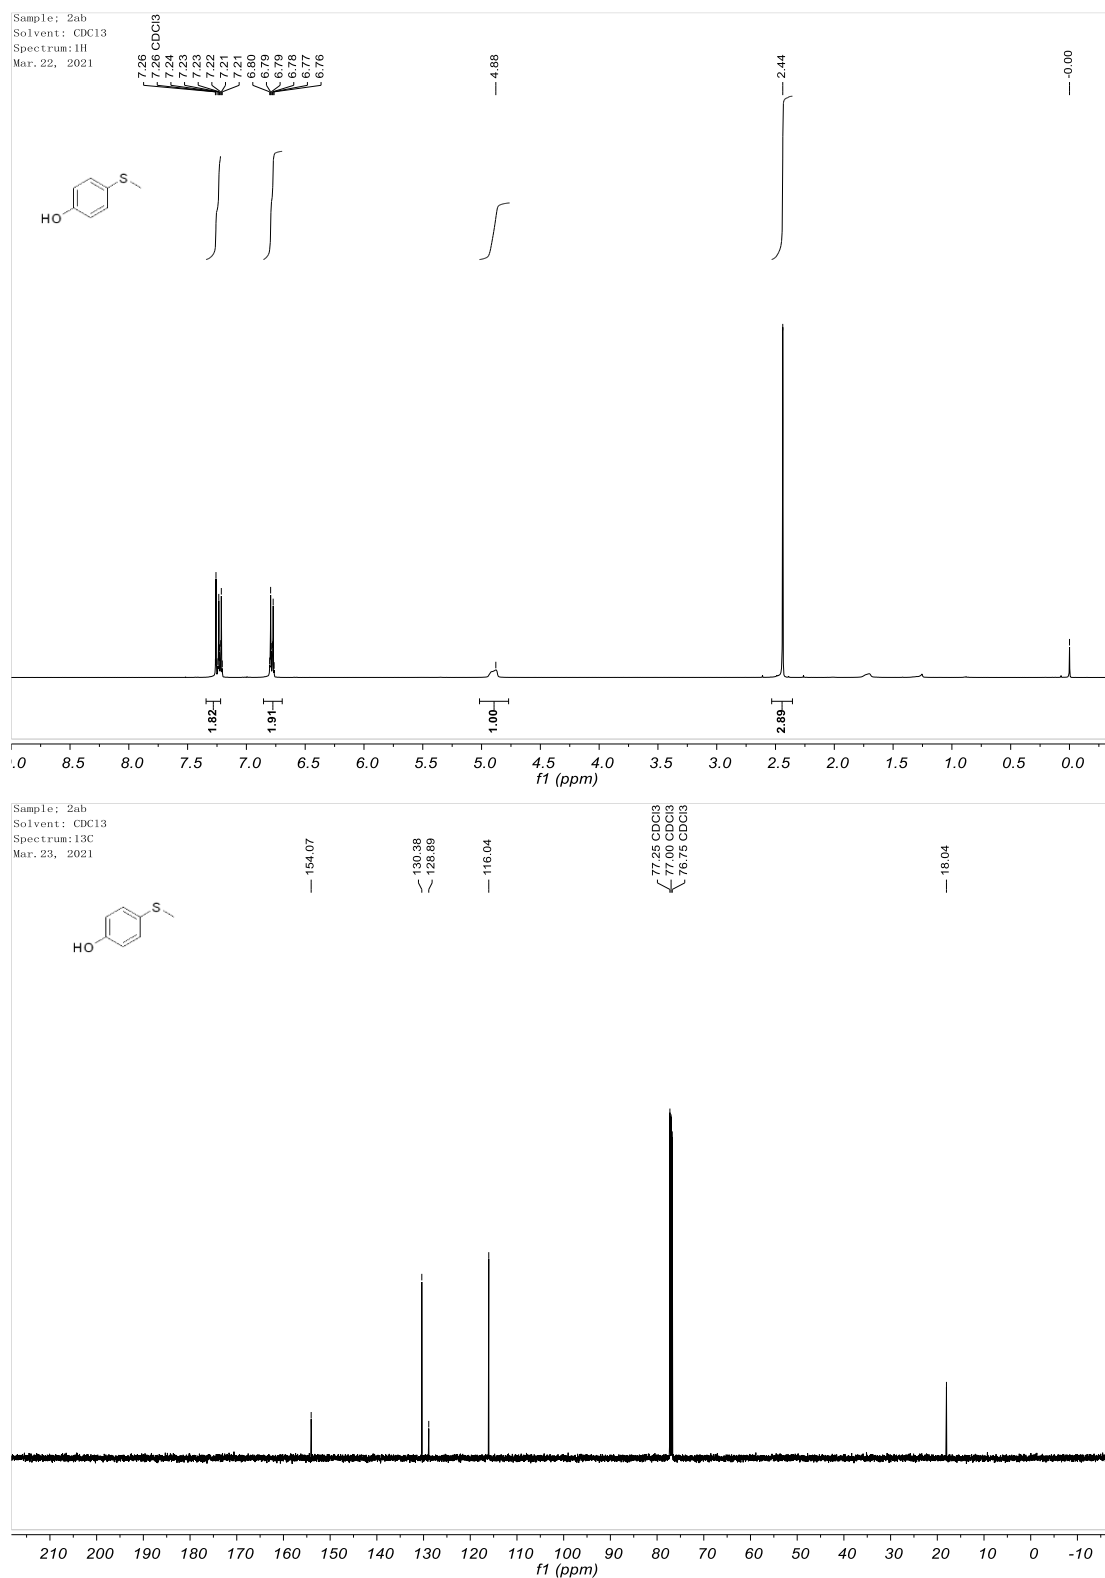 Sample: 2ab
Solvent: CDCl3
Spectrum:1H
Mar.22, 2021
7.26
7.26 CDCl3
7.24
7.23
7.23
7.22
7.21
7.21
6.80
6.79
6.79
6.78
6.77
6.76
4.88
2.44
-0.00
S
HO
1.82
1.91
1.00
2.89
.0 8.5 8.0 7.5 7.0 6.5 6.0 5.5 5.0 4.5 4.0 3.5 3.0 2.5 2.0 1.5 1.0 0.5 0.0
f1 (ppm)
Sample: 2ab
Solvent: CDCl3
Spectrum:13C
Mar.23, 2021
154.07
130.38
128.89
116.04
77.25 CDCl3
77.00 CDCl3
76.75 CDCl3
18.04
S
HO
210 200 190 180 170 160 150 140 130 120 110 100 90 80 70 60 50 40 30 20 10 0 -10
f1 (ppm)